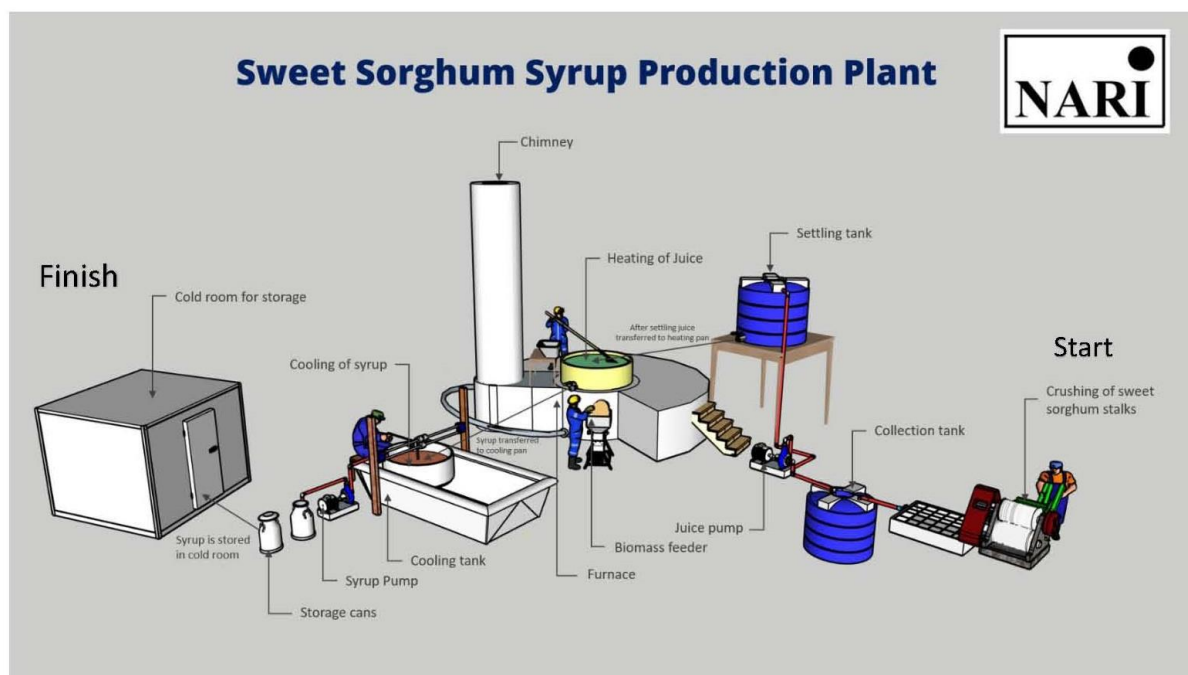 Sweet Sorghum Syrup Production Plant
NARI
Chimney
Settling tank
Heating of Juice
Finish
Cold room for storage
After settling juice
transferred to heating pan
Start
Cooling of syrup
Crushing of sweet
sorghum stalks
Collection tank
Syrup transferred
to cooling pan
Juice pump
Syrup is stored
in cold room
Biomass feeder
Cooling tank
Furnace
Syrup Pump
Storage cans